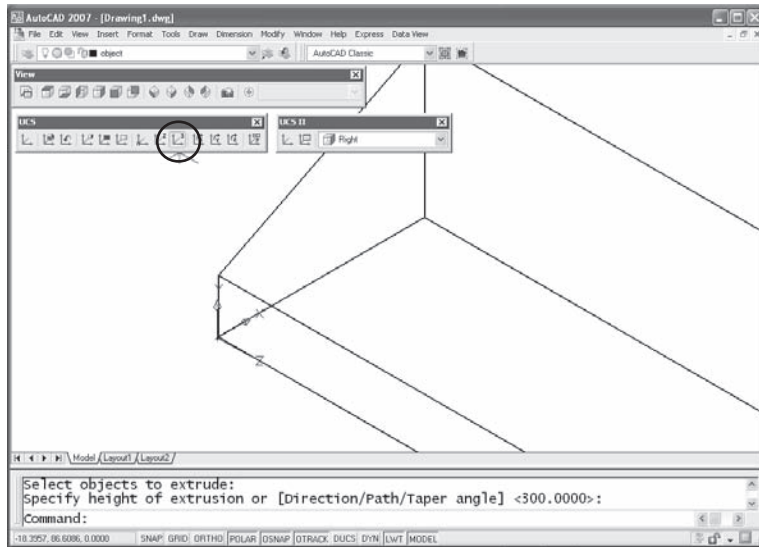 AutoCAD 2007 - [Drawing1.dwg]
File Edit View Insert Format Tools Draw Dimension Modify Window Help Express Data View
object AutoCAD Classic
View
UCS UCS II
Right
X
Z
Model Layout1 Layout2
Select objects to extrude:
Specify height of extrusion or [Direction/Path/Taper angle] <300.0000>:
Command:
-18.3957, 86.6086, 0.0000 SNAP GRID ORTHO POLAR OSNAP OTRACK DUCS DYN LWT MODEL